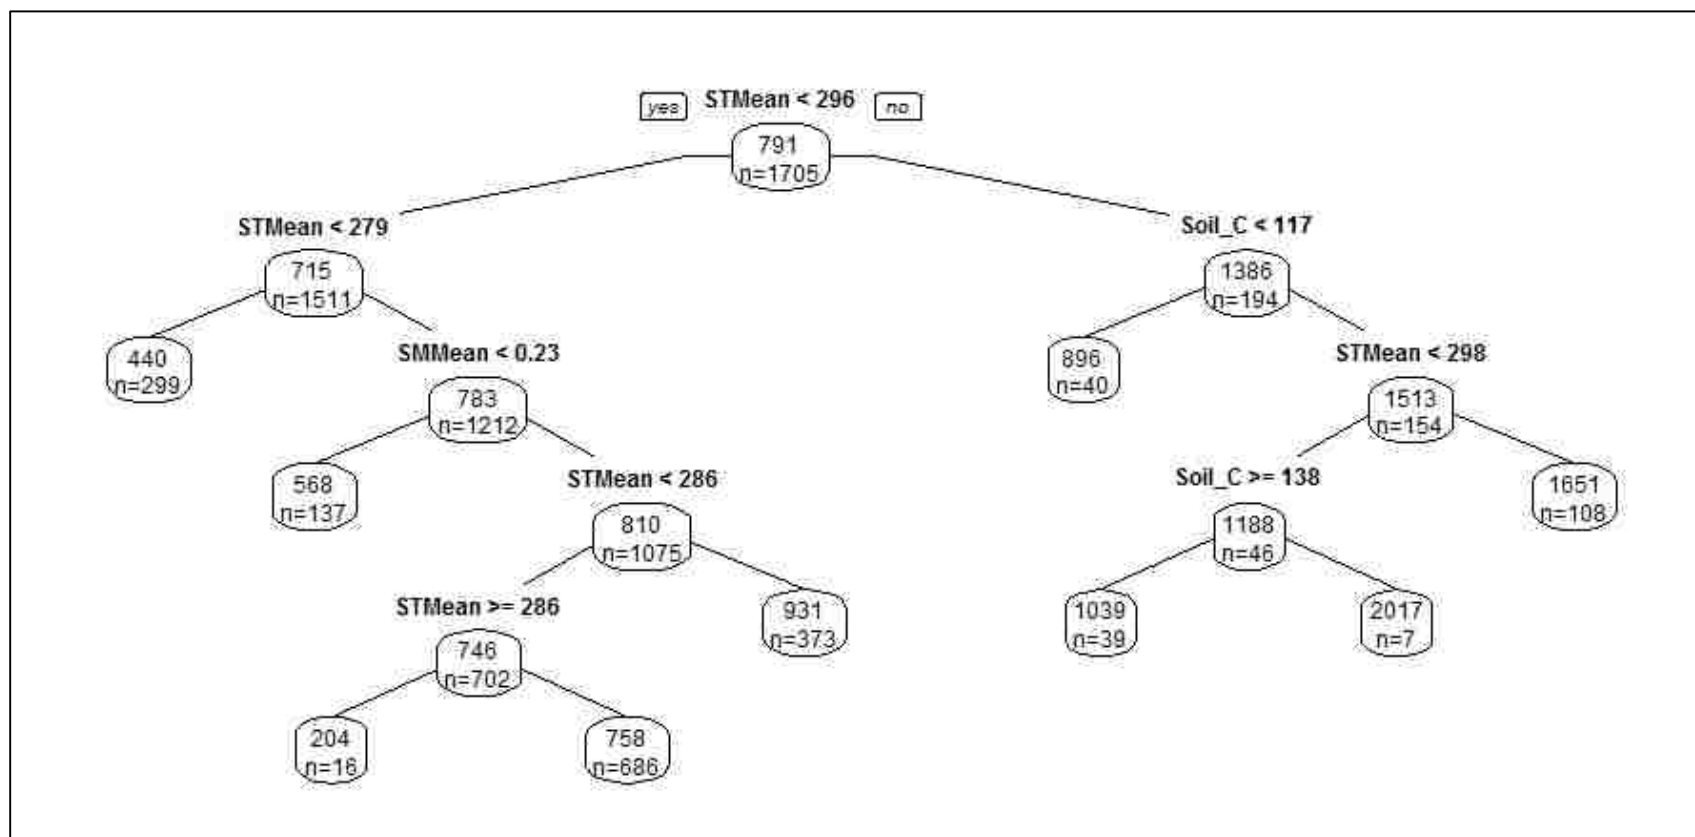 yes STMean < 296 no
791
n=1705
STMean < 279
Soil_C < 117
715
n=1511
1386
n=194
440
n=299
SMMean < 0.23
783
n=1212
896
n=40
STMean < 298
1513
n=154
568
n=137
STMean < 286
810
n=1075
Soil_C >= 138
1188
n=46
1651
n=108
STMean >= 286
746
n=702
931
n=373
1039
n=39
2017
n=7
204
n=16
758
n=686